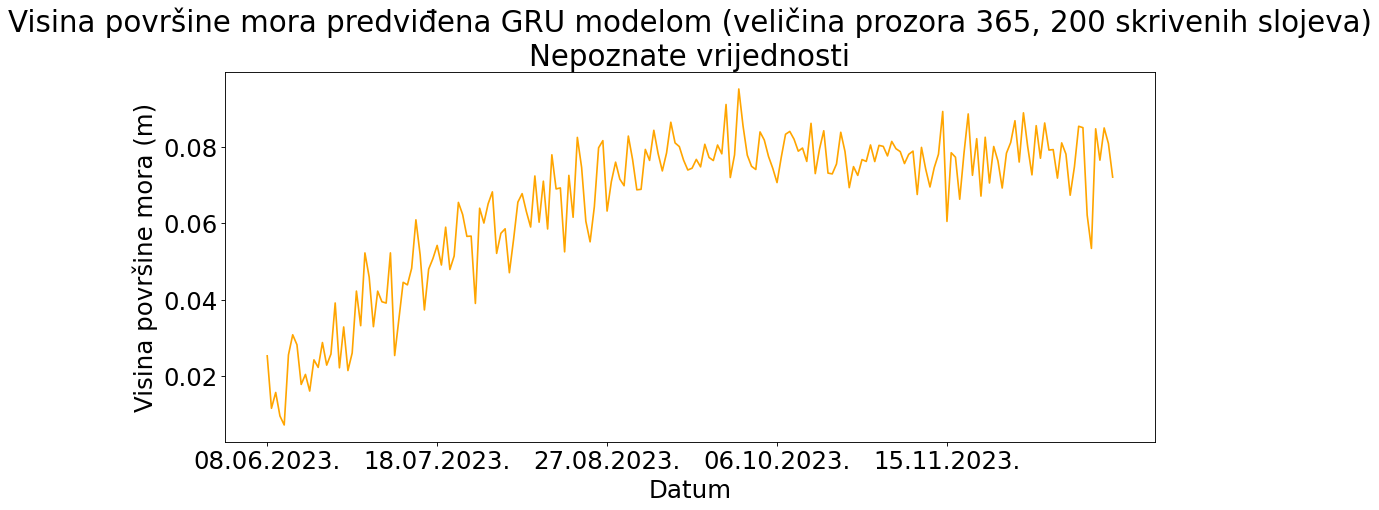 Visina površine mora predviđena GRU modelom (veličina prozora 365, 200 skrivenih slojeva)
Nepoznate vrijednosti
Visina površine mora (m)
0.08
0.06
0.04
0.02
08.06.2023. 18.07.2023. 27.08.2023. 06.10.2023. 15.11.2023.
Datum